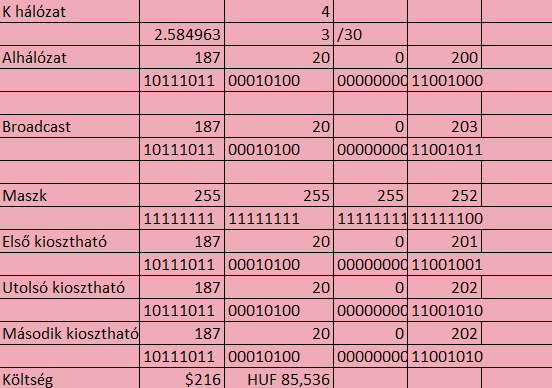 K hálózat 4
2.584963 3 /30
Alhálózat 187 20 0 200
10111011 00010100 00000000 11001000
Broadcast 187 20 0 203
10111011 00010100 00000000 11001011
Maszk 255 255 255 252
11111111 11111111 11111111 11111100
Első kiosztható 187 20 0 201
10111011 00010100 00000000 11001001
Utolsó kiosztható 187 20 0 202
10111011 00010100 00000000 11001010
Második kiosztható 187 20 0 202
10111011 00010100 00000000 11001010
Költség $216 HUF 85,536